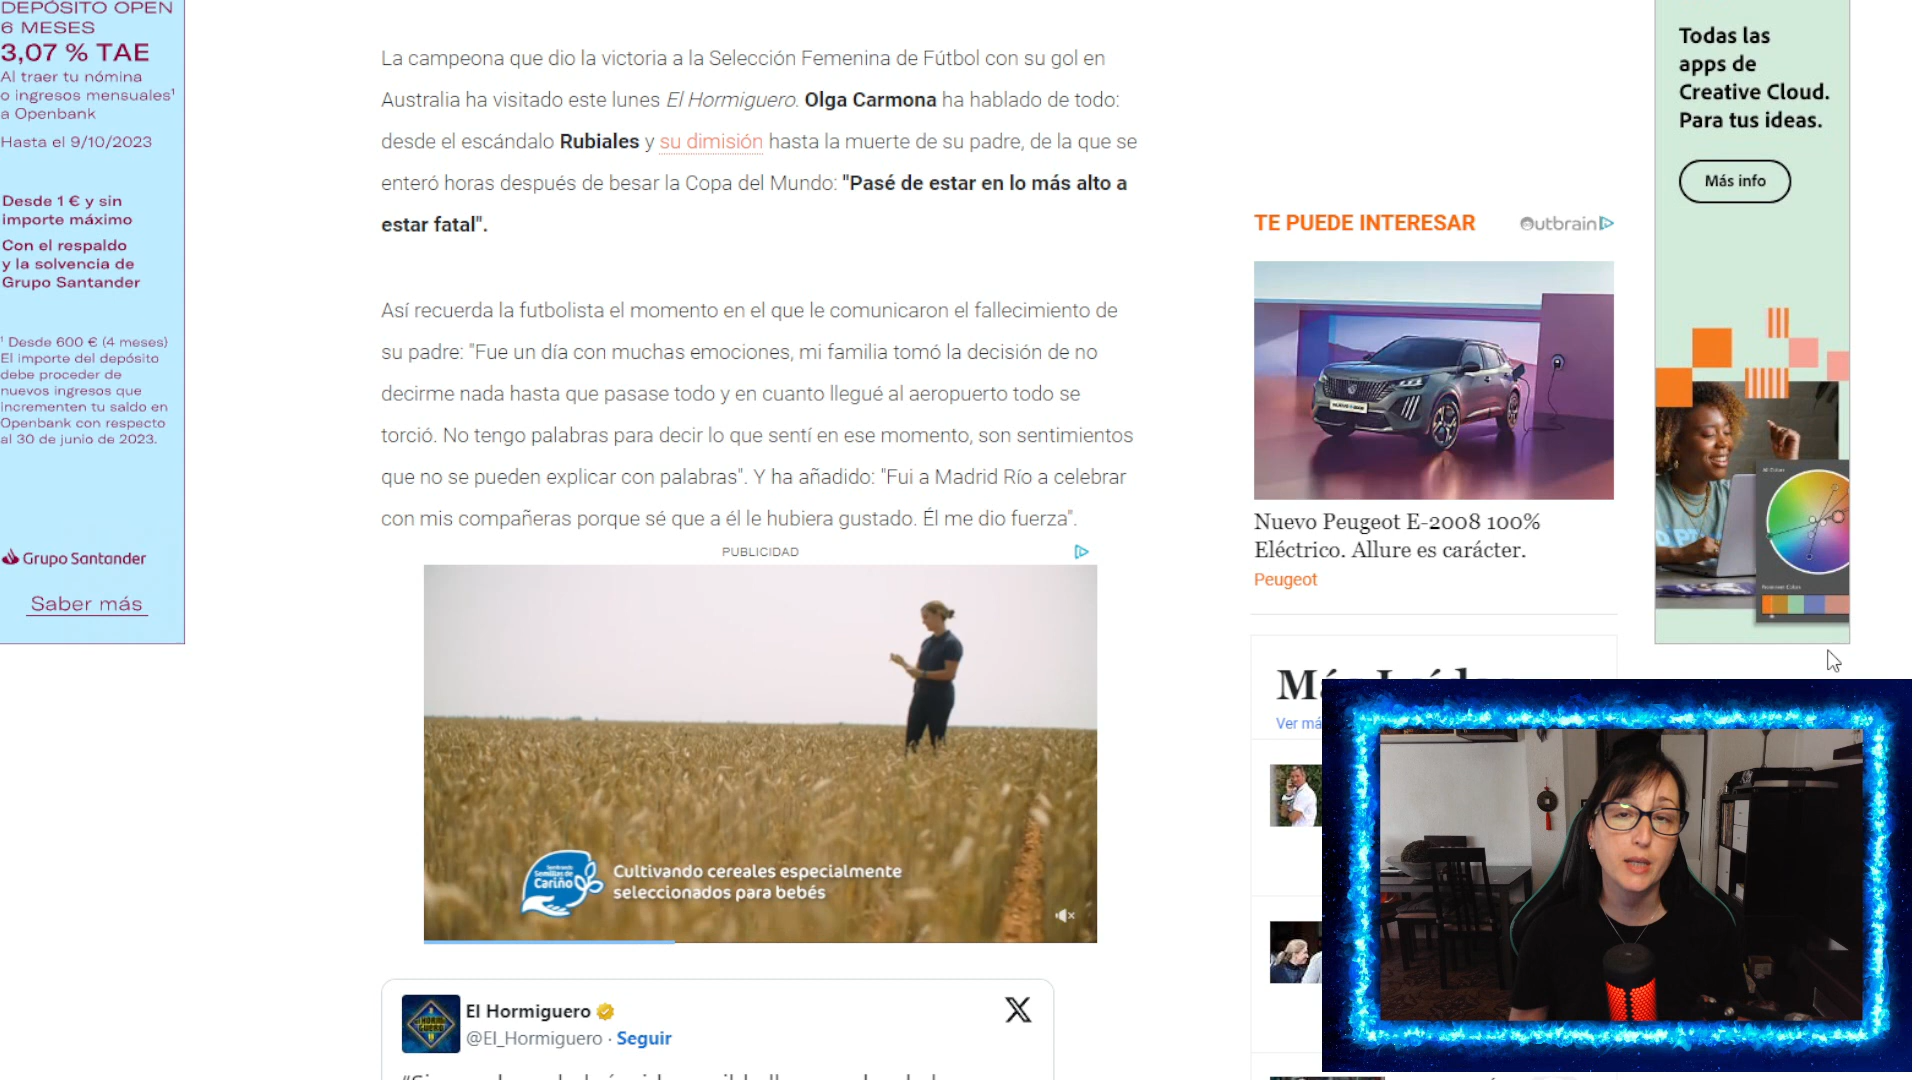 DEPÓSITO OPEN
6 MESES
3,07 % TAE
Al traer tu nómina
o ingresos mensuales¹
a Openbank
Hasta el 9/10/2023
Desde 1 € y sin
importe máximo
Con el respaldo
y la solvencia de
Grupo Santander
¹ Desde 600 € (4 meses)
El importe del depósito
debe proceder de
nuevos ingresos que
incrementen tu saldo en
Openbank con respecto
al 30 de junio de 2023.
Grupo Santander
Saber más
La campeona que dio la victoria a la Selección Femenina de Fútbol con su gol en
Australia ha visitado este lunes El Hormiguero. Olga Carmona ha hablado de todo:
desde el escándalo Rubiales y su dimisión hasta la muerte de su padre, de la que se
enteró horas después de besar la Copa del Mundo: "Pasé de estar en lo más alto a
estar fatal".
Así recuerda la futbolista el momento en el que le comunicaron el fallecimiento de
su padre: "Fue un día con muchas emociones, mi familia tomó la decisión de no
decirme nada hasta que pasase todo y en cuanto llegué al aeropuerto todo se
torció. No tengo palabras para decir lo que sentí en ese momento, son sentimientos
que no se pueden explicar con palabras". Y ha añadido: "Fui a Madrid Río a celebrar
con mis compañeras porque sé que a él le hubiera gustado. Él me dio fuerza".
PUBLICIDAD
Semillas de
Cariño
Cultivando cereales especialmente
seleccionados para bebés
El Hormiguero
@El_Hormiguero · Seguir
TE PUEDE INTERESAR
Outbrain
Nuevo Peugeot E-2008 100%
Eléctrico. Allure es carácter.
Peugeot
Ver má
Todas las
apps de
Creative Cloud.
Para tus ideas.
Más info